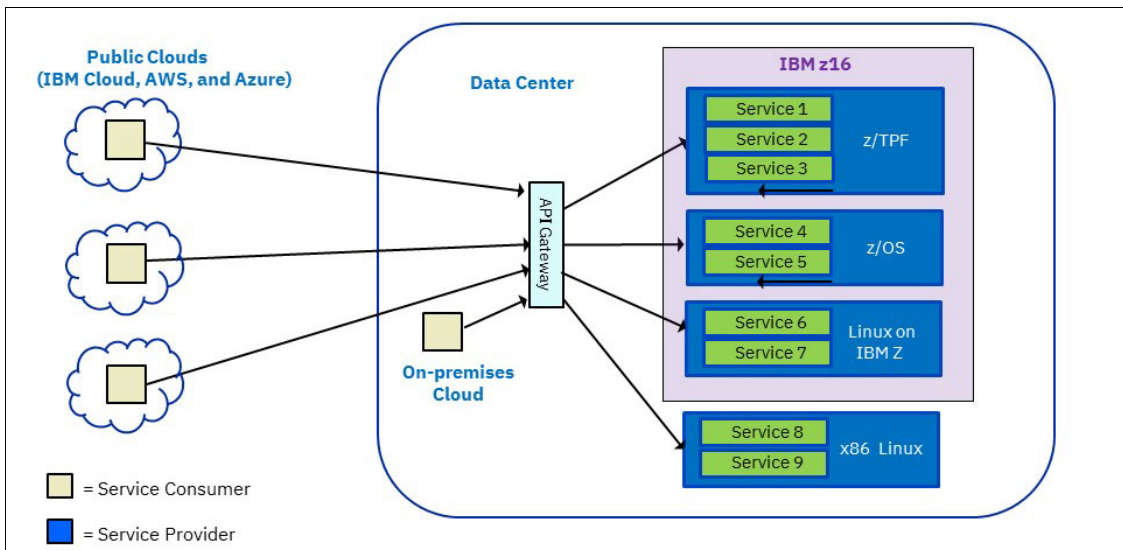 Public Clouds
(IBM Cloud, AWS, and Azure)
Data Center
IBM z16
Service 1
Service 2
Service 3
z/TPF
API Gateway
Service 4
Service 5
z/OS
Service 6
Service 7
Linux on
IBM Z
On-premises
Cloud
Service 8
Service 9
x86 Linux
= Service Consumer
= Service Provider